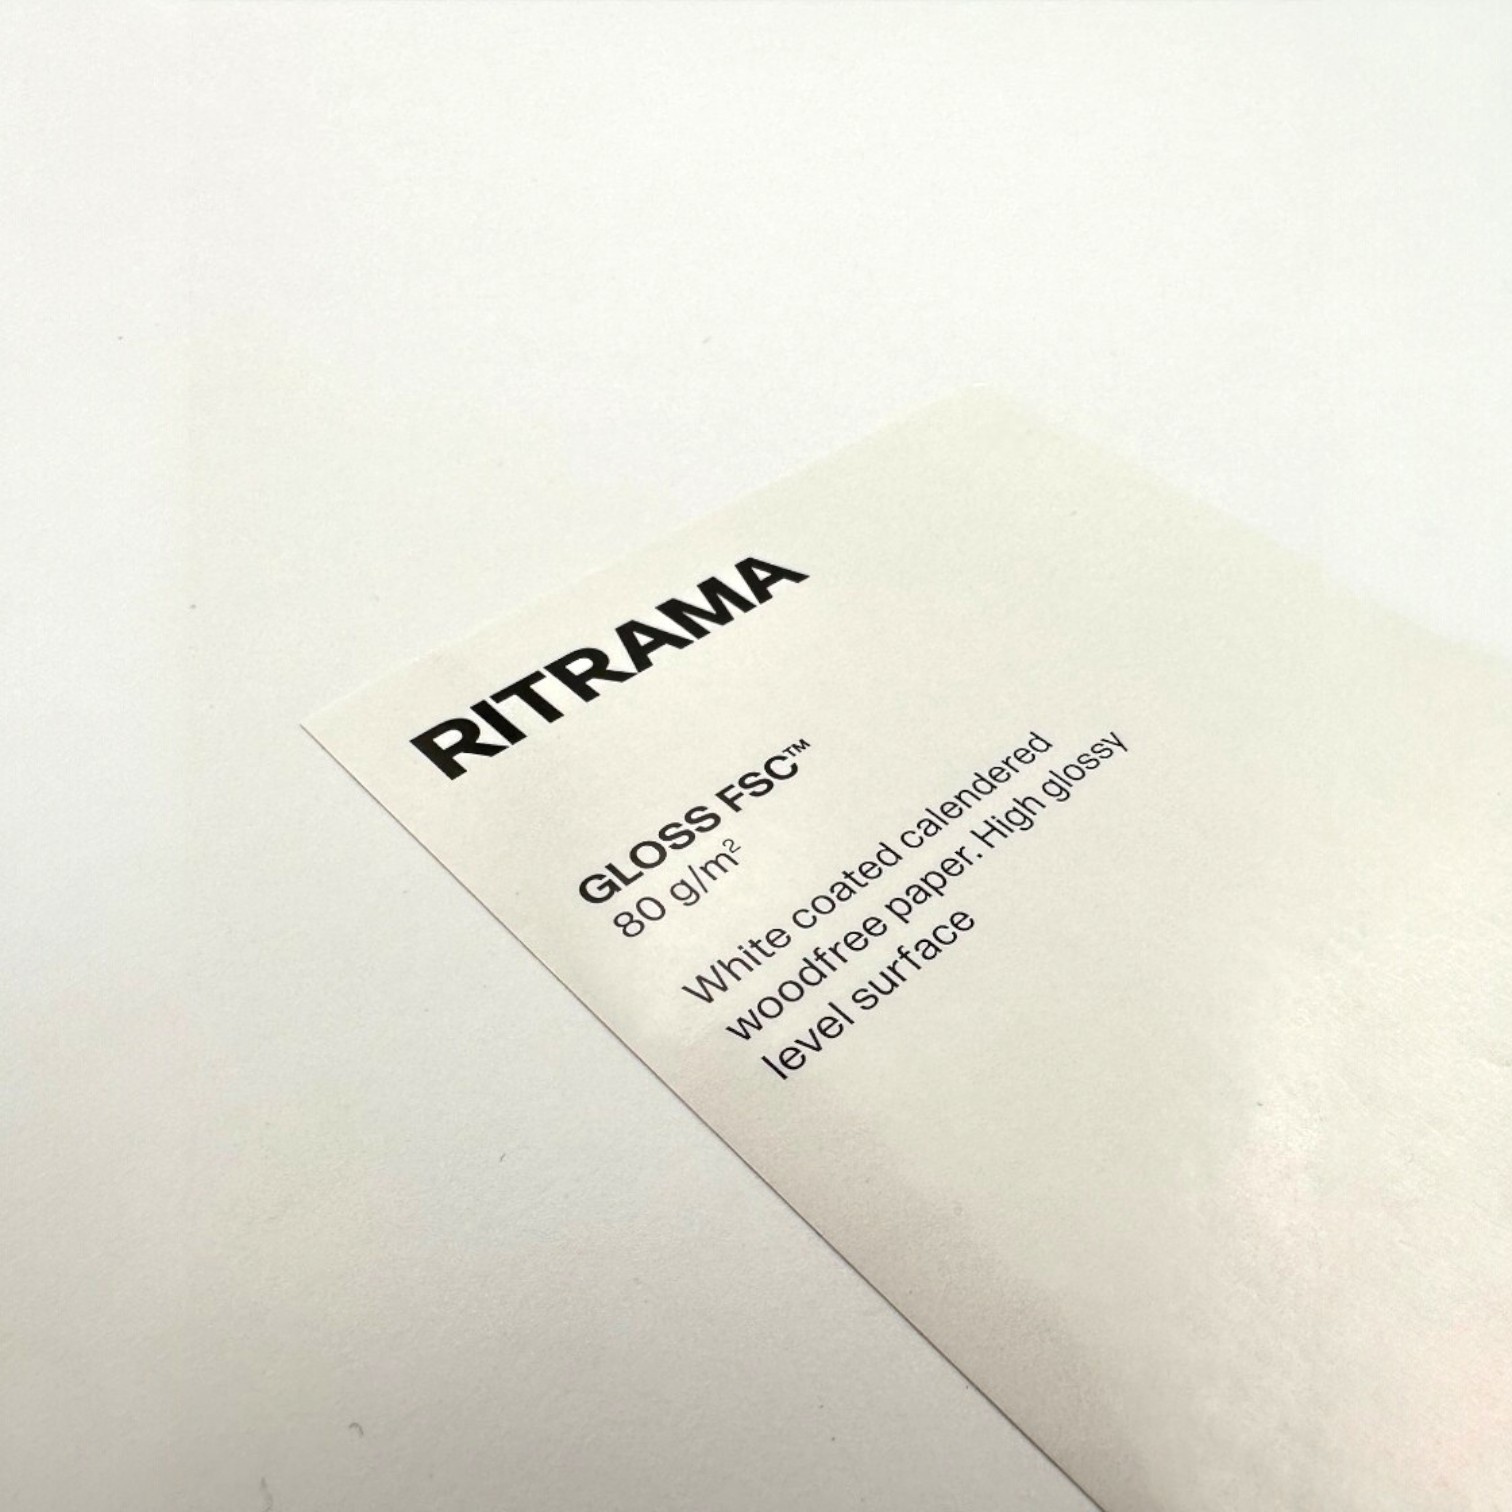 RITRAMA
GLOSS FSC™
80 g/m²
White coated calendered
woodfree paper. High glossy
level surface